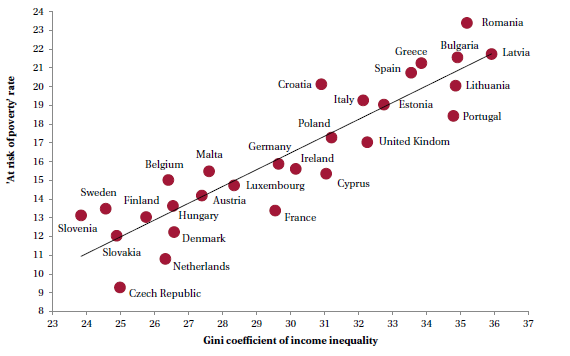 24
23
22
21
20
19
18
17
16
15
14
13
12
11
10
9
8
'At risk of poverty' rate
Romania
Bulgaria
Latvia
Greece
Spain
Croatia
Lithuania
Italy
Estonia
Portugal
Poland
United Kindom
Germany
Ireland
Malta
Belgium
Cyprus
Luxembourg
Sweden
Finland
Austria
Hungary
France
Slovenia
Denmark
Slovakia
Netherlands
Czech Republic
23 24 25 26 27 28 29 30 31 32 33 34 35 36 37
Gini coefficient of income inequality